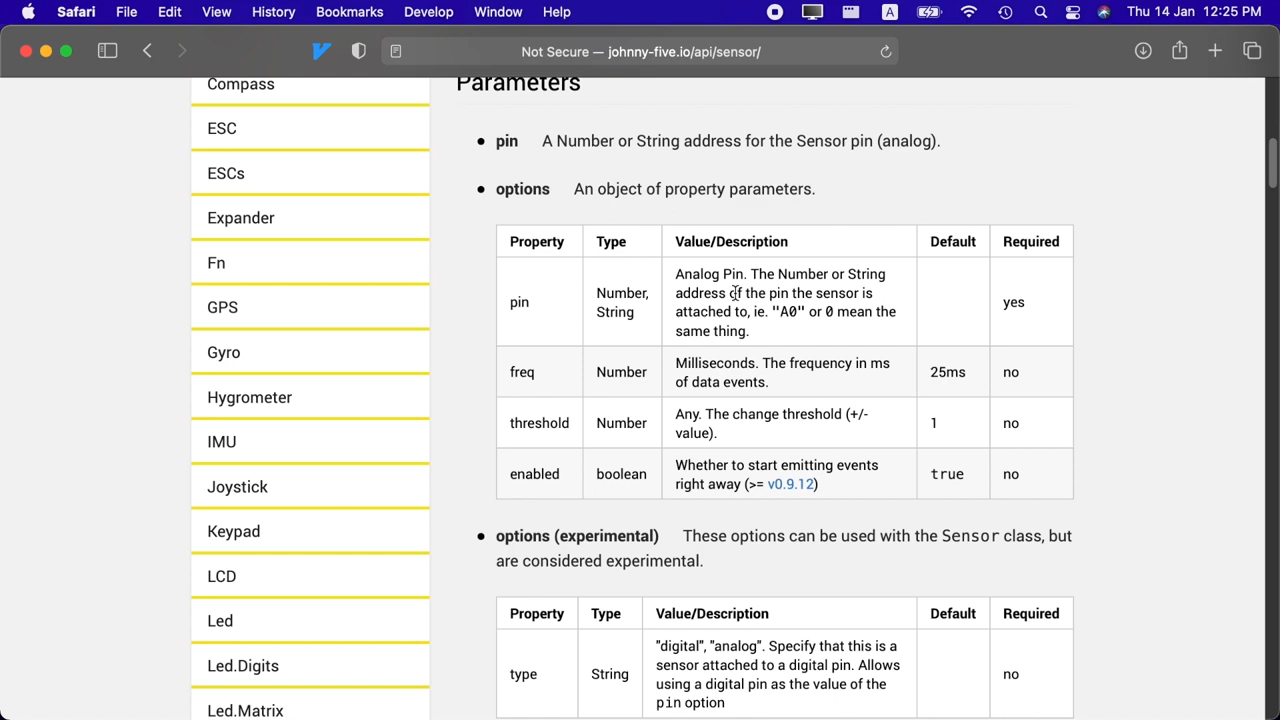 Safari File Edit View History Bookmarks Develop Window Help A Thu 14 Jan 12:25 PM
Not Secure — johnny-five.io/api/sensor/
Compass
ESC
ESCs
Expander
Fn
GPS
Gyro
Hygrometer
IMU
Joystick
Keypad
LCD
Led
Led.Digits
Led.Matrix
Parameters
• pin A Number or String address for the Sensor pin (analog).
• options An object of property parameters.
Property Type Value/Description Default Required
pin Number, String Analog Pin. The Number or String
address of the pin the sensor is
attached to, ie. "A0" or 0 mean the
same thing. yes
freq Number Milliseconds. The frequency in ms
of data events. 25ms no
threshold Number Any. The change threshold (+/-
value). 1 no
enabled boolean Whether to start emitting events
right away (>= v0.9.12) true no
• options (experimental) These options can be used with the Sensor class, but
are considered experimental.
Property Type Value/Description Default Required
type String "digital", "analog". Specify that this is a
sensor attached to a digital pin. Allows
using a digital pin as the value of the
pin option no